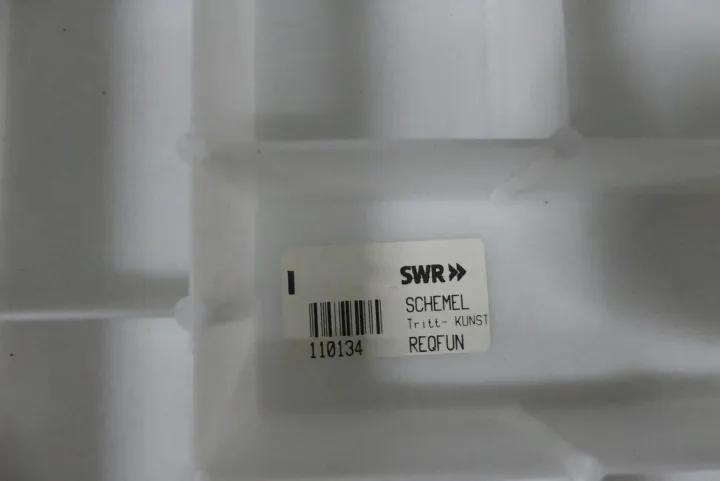 SWR
SCHEMEL
Tritt- KUNST
110134 REQFUN